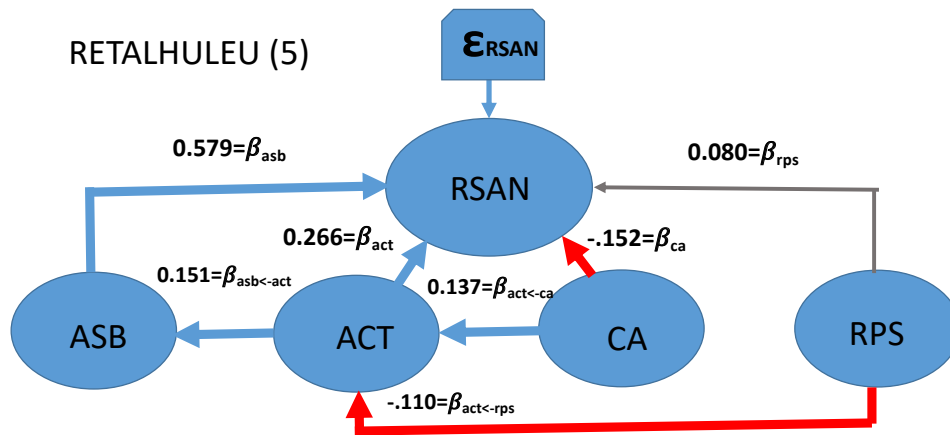 RETALHULEU (5)
εRSAN
0.579=βasb
0.080=βrps
RSAN
0.266=βact
-.152=βca
0.151=βasb<-act
0.137=βact<-ca
ASB
ACT
CA
RPS
-.110=βact<-rps